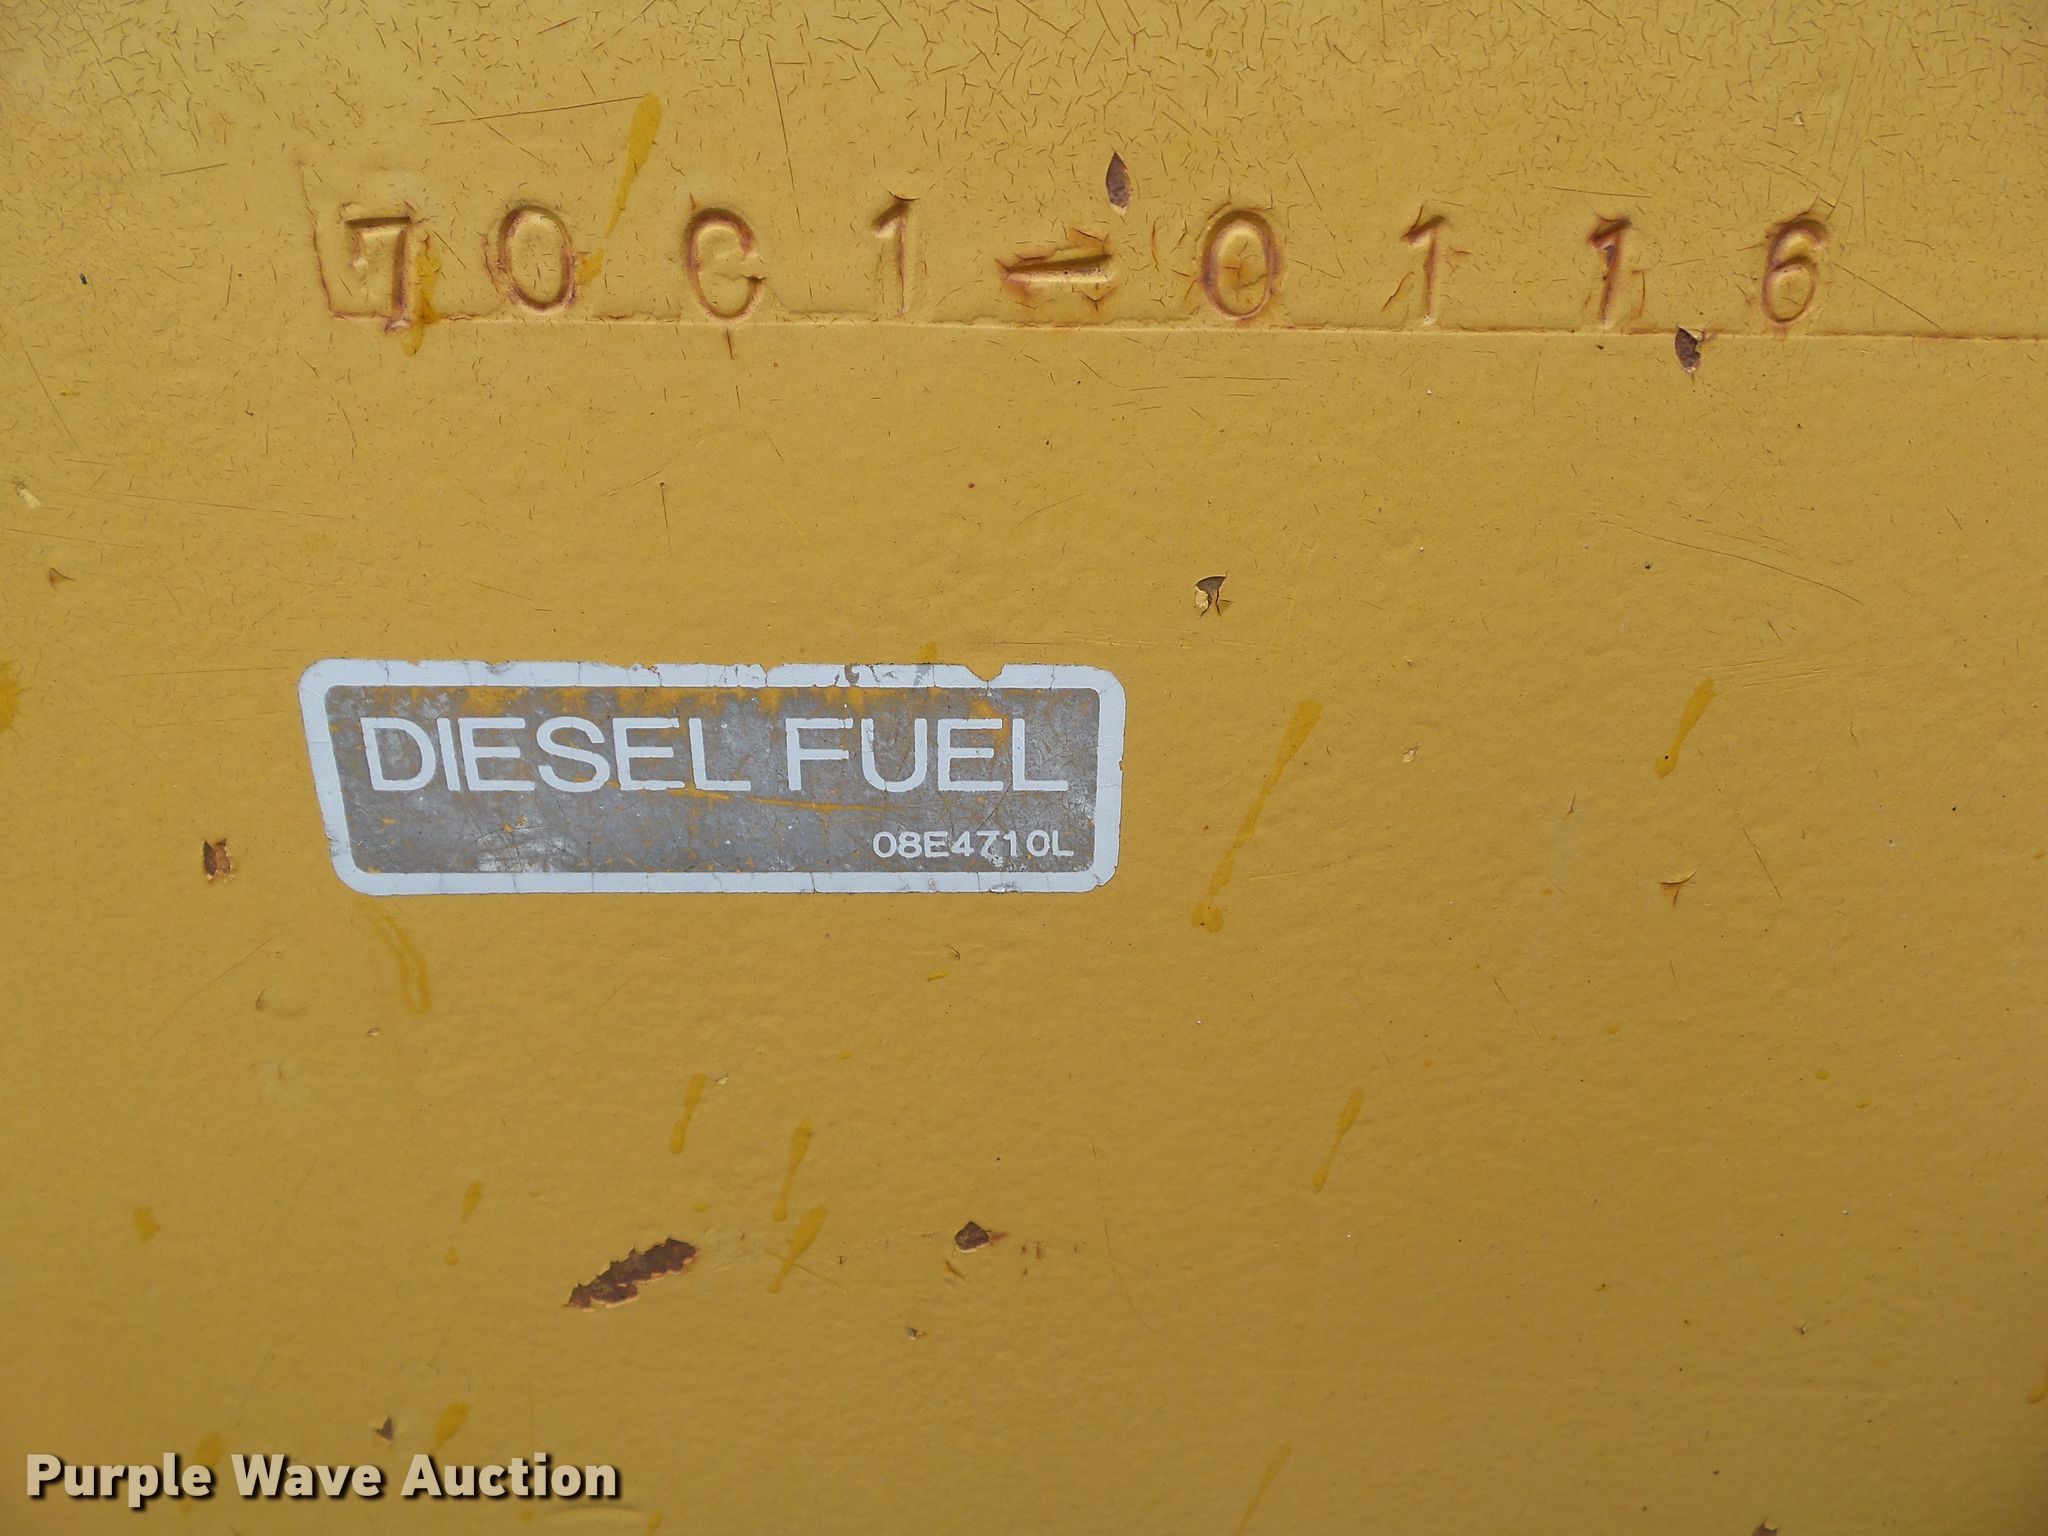 70C1-0116
DIESEL FUEL
08E4710L
Purple Wave Auction